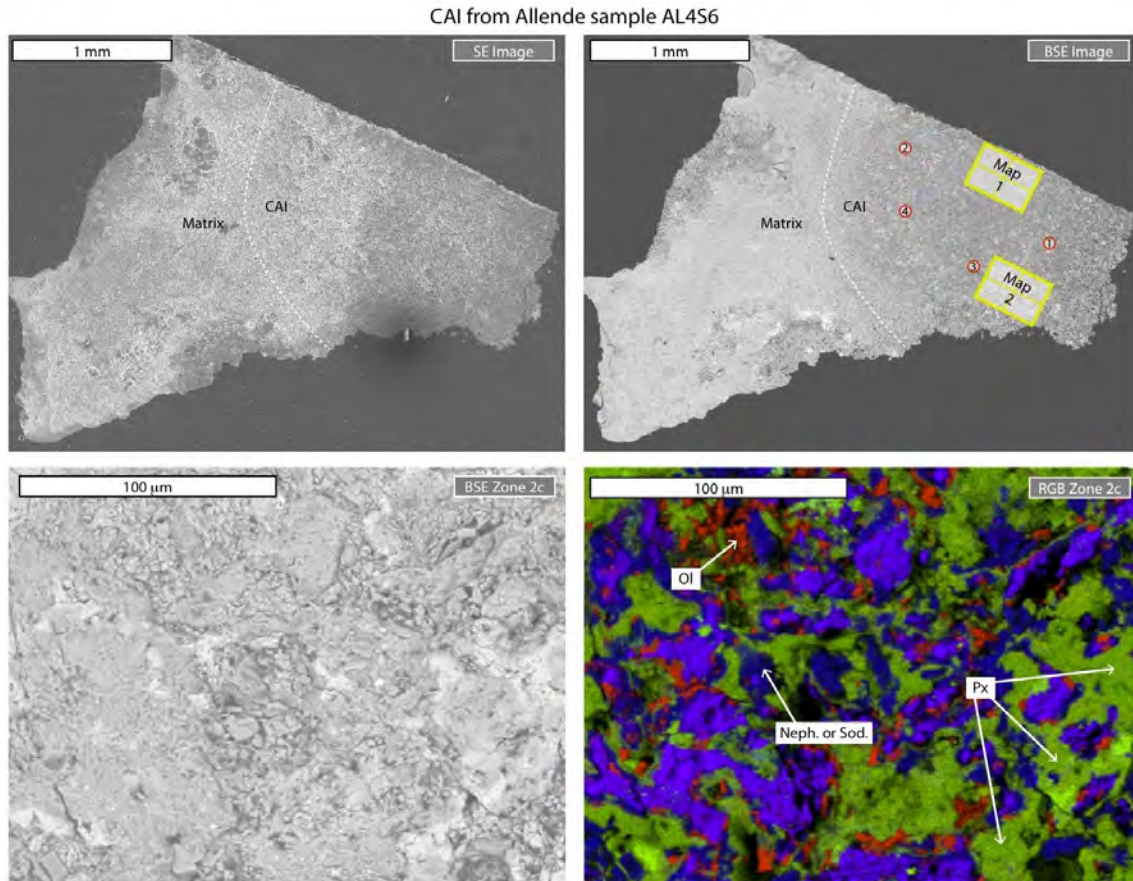 CAI from Allende sample AL4S6
1 mm
SE Image
Matrix
CAI
1 mm
BSE Image
2
Map
1
Matrix
CAI
4
1
3
Map
2
100 μm
BSE Zone 2c
100 μm
RGB Zone 2c
Ol
Px
Neph. or Sod.